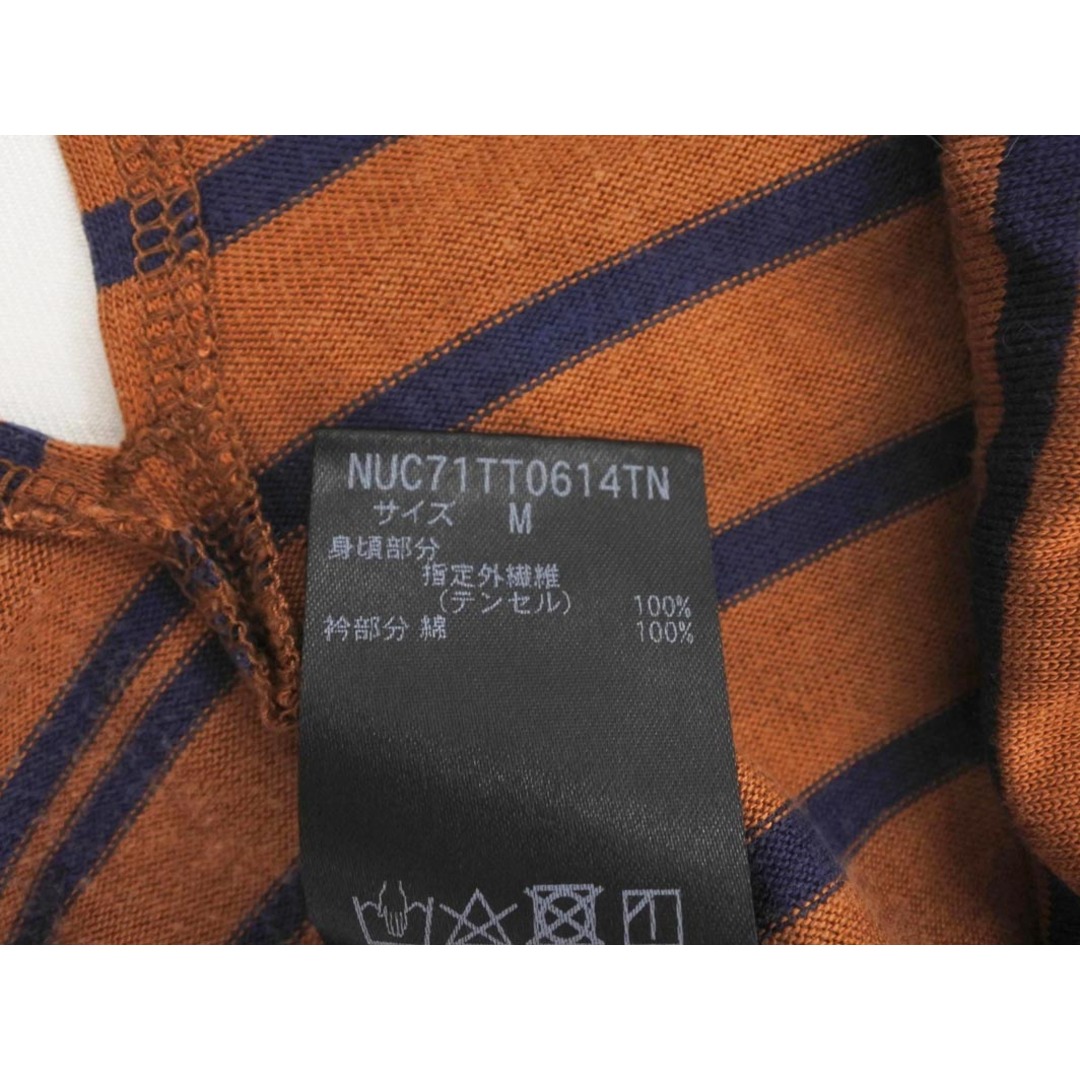 NUC71TT0614TN
サイズ M
身頃部分
指定外繊維
(テンセル) 100%
衿部分 綿 100%